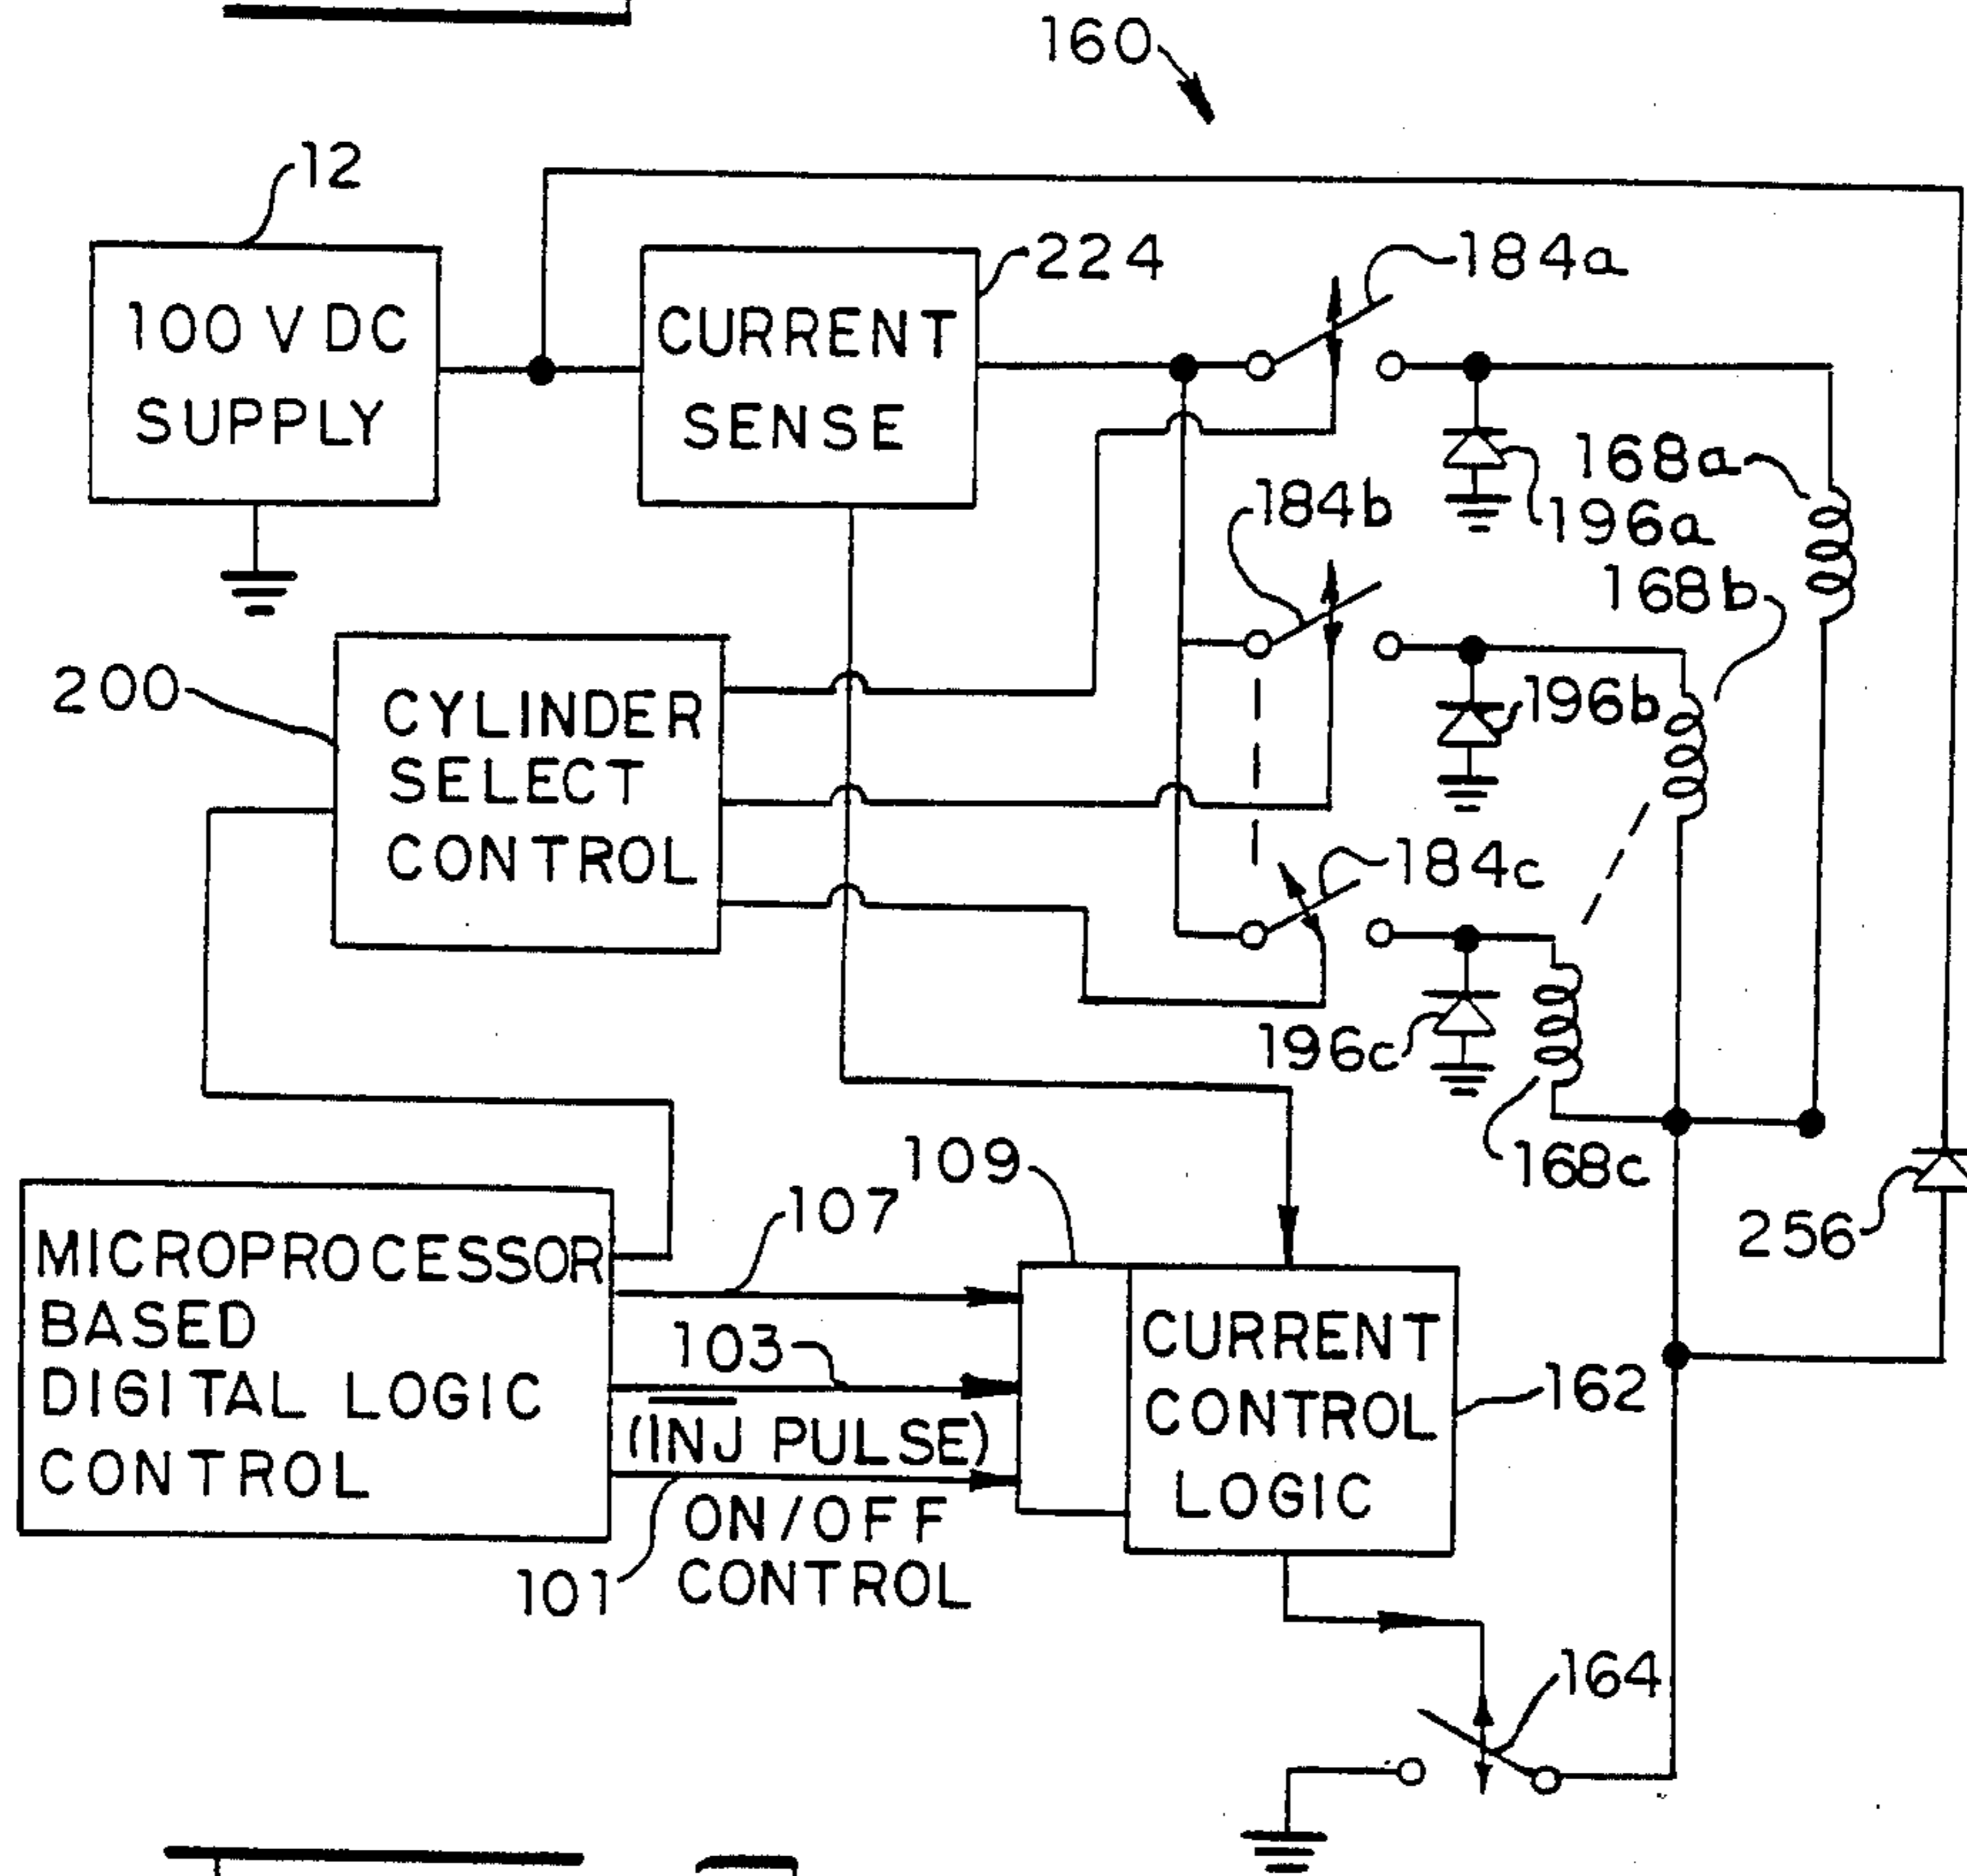 160
12
100 V DC
SUPPLY
224
CURRENT
SENSE
184a
168a
196a
184b
168b
196b
200
CYLINDER
SELECT
CONTROL
184c
196c
168c
256
109
107
MICROPROCESSOR
BASED
DIGITAL LOGIC
CONTROL
103
(INJ PULSE)
101
ON/OFF
CONTROL
CURRENT
CONTROL
LOGIC
162
164